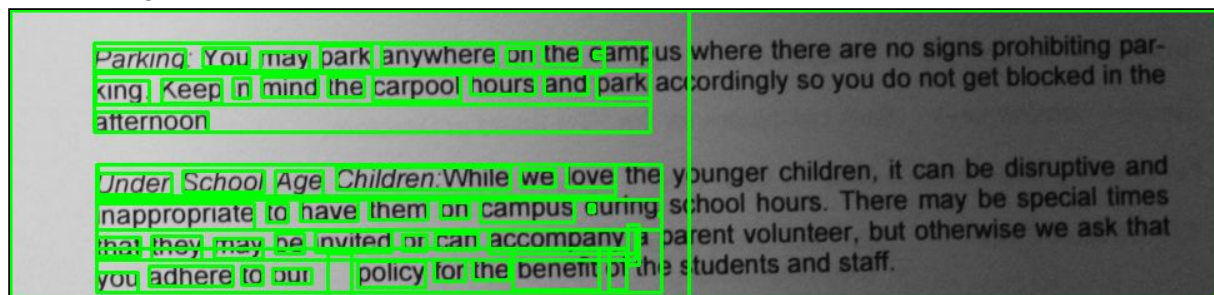 Parking: You may park anywhere on the campus where there are no signs prohibiting par-
king. Keep in mind the carpool hours and park accordingly so you do not get blocked in the
afternoon
Under School Age Children:While we love the younger children, it can be disruptive and
inappropriate to have them on campus during school hours. There may be special times
that they may be invited or can accompany a parent volunteer, but otherwise we ask that
you adhere to our policy for the benefit of the students and staff.